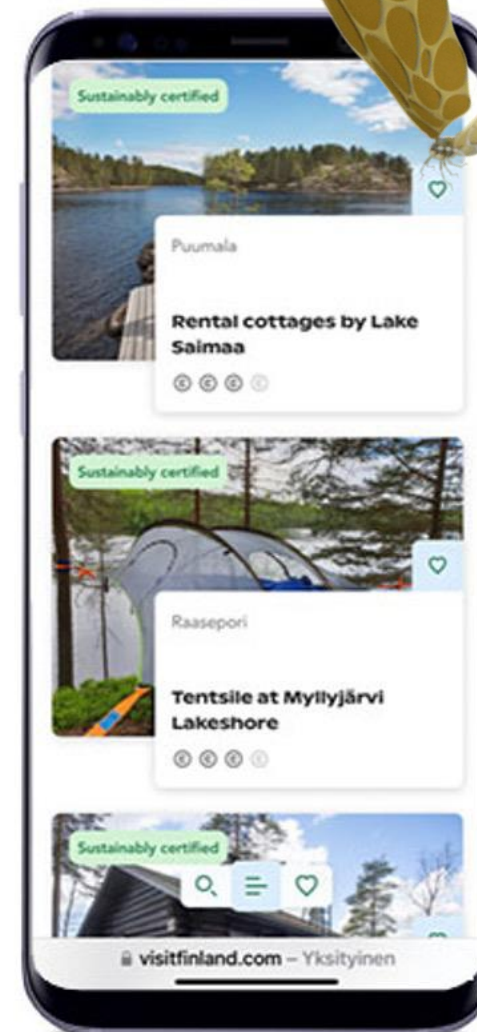 Sustainably certified
Puumala
Rental cottages by Lake
Saimaa
€ € € €
Sustainably certified
Raasepori
Tentsile at Myllyjärvi
Lakeshore
€ € € €
Sustainably certified
visitfinland.com – Yksityinen